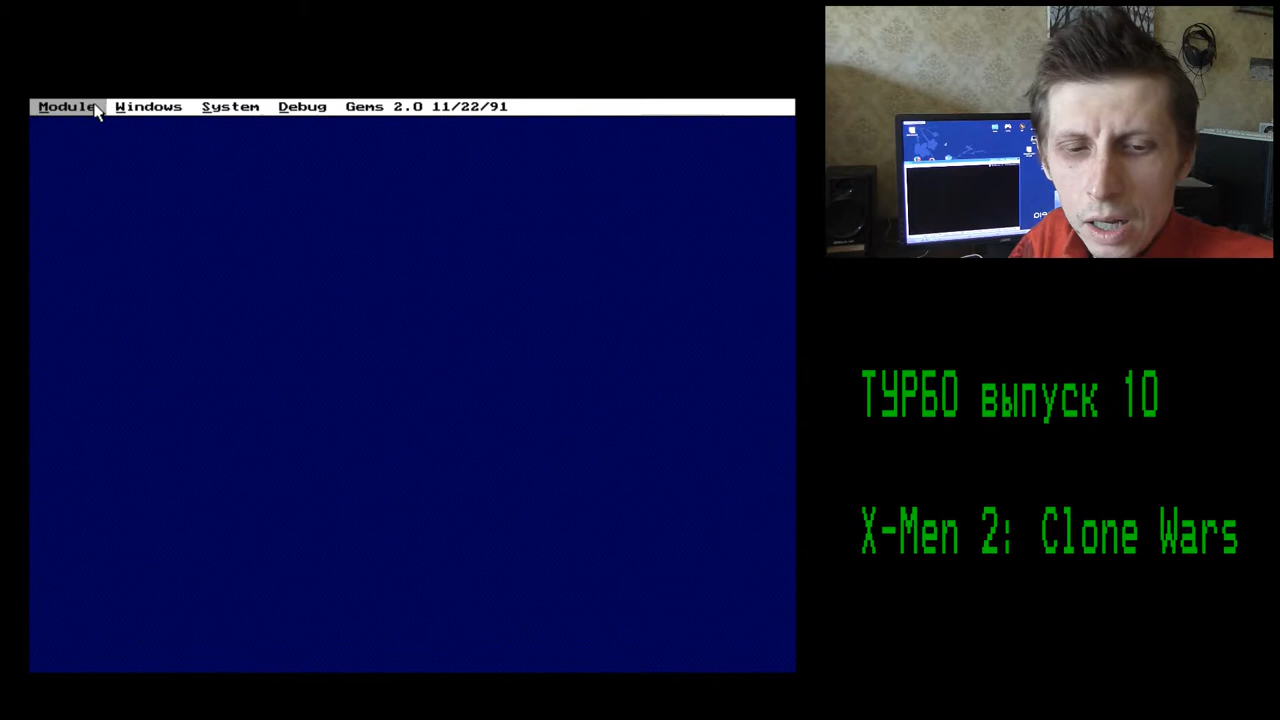 Module Windows System Debug Gems 2.0 11/22/91
ТУРБО выпуск 10
X-Men 2: Clone Wars